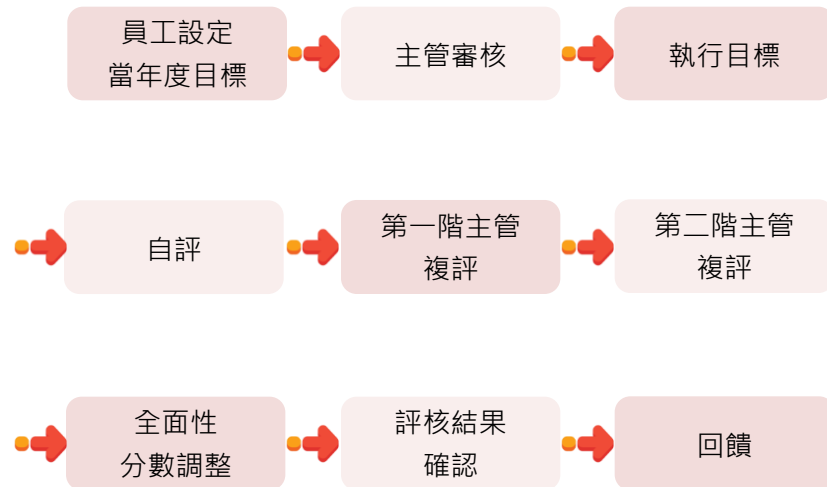 員工設定
當年度目標
主管審核
執行目標
自評
第一階主管
複評
第二階主管
複評
全面性
分數調整
評核結果
確認
回饋